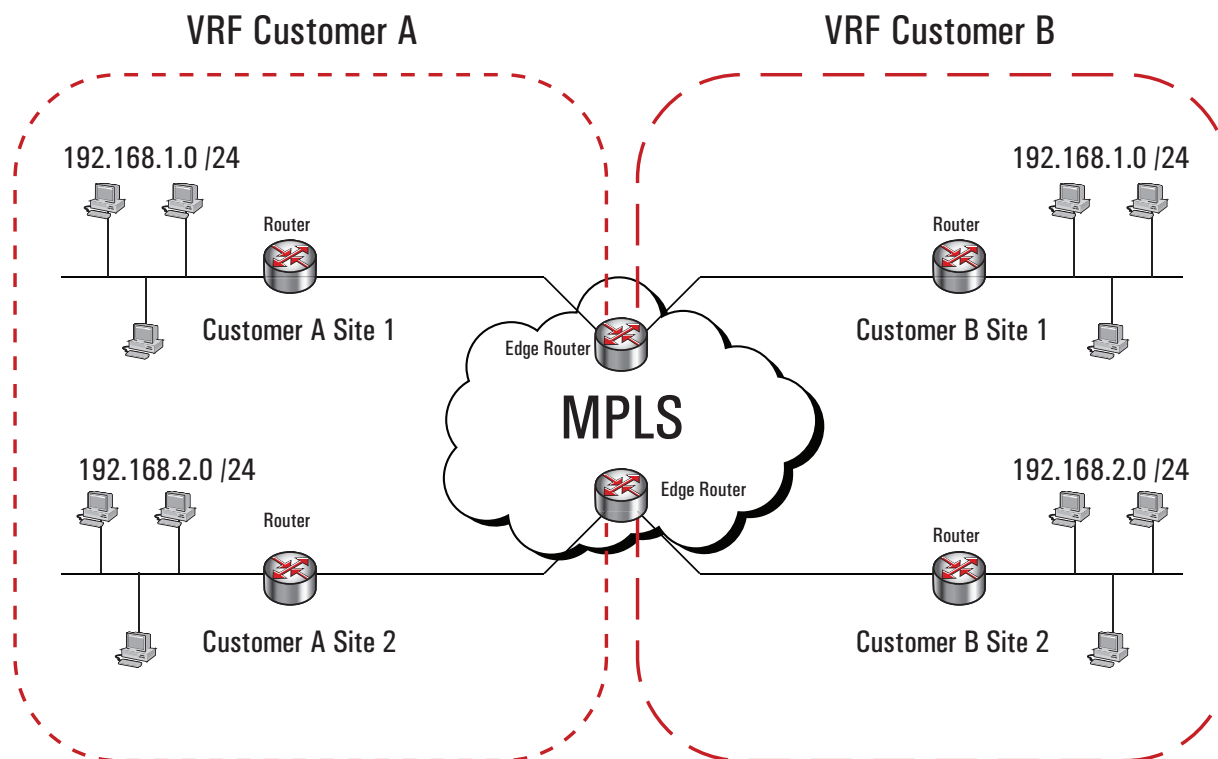 VRF Customer A
VRF Customer B
192.168.1.0 /24
192.168.1.0 /24
Router
Router
Customer A Site 1
Edge Router
Customer B Site 1
MPLS
192.168.2.0 /24
Edge Router
192.168.2.0 /24
Router
Router
Customer A Site 2
Customer B Site 2